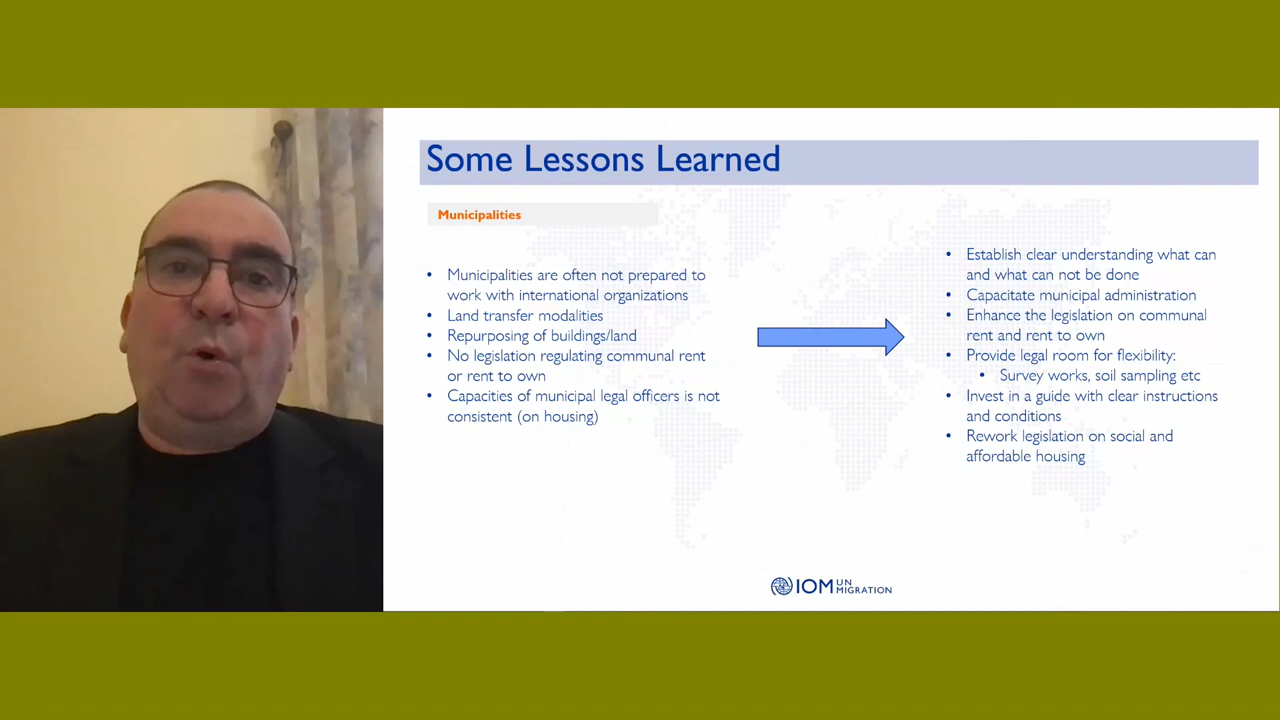 Some Lessons Learned
Municipalities
• Municipalities are often not prepared to
work with international organizations
• Land transfer modalities
• Repurposing of buildings/land
• No legislation regulating communal rent
or rent to own
• Capacities of municipal legal officers is not
consistent (on housing)
• Establish clear understanding what can
and what can not be done
• Capacitate municipal administration
• Enhance the legislation on communal
rent and rent to own
• Provide legal room for flexibility:
• Survey works, soil sampling etc
• Invest in a guide with clear instructions
and conditions
• Rework legislation on social and
affordable housing
IOM UN
MIGRATION